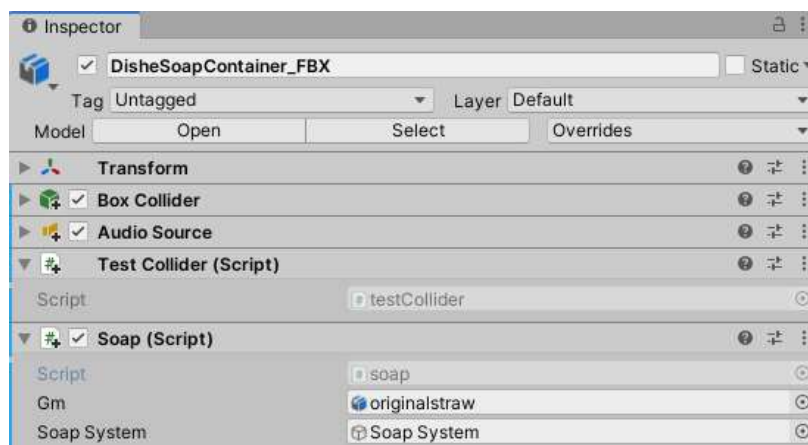 Inspector
DisheSoapContainer_FBX Static
Tag Untagged Layer Default
Model Open Select Overrides
Transform
Box Collider
Audio Source
# Test Collider (Script)
Script # testCollider
# Soap (Script)
Script # soap
Gm originalstraw
Soap System Soap System